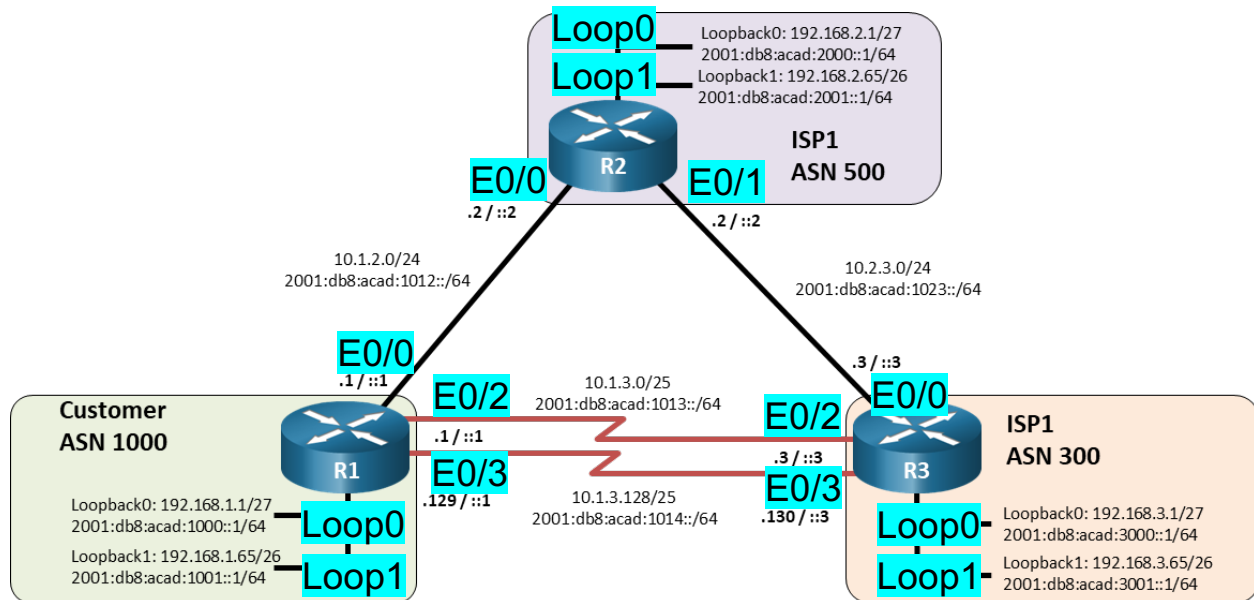 Loop0
Loopback0: 192.168.2.1/27
2001:db8:acad:2000::1/64
Loop1
Loopback1: 192.168.2.65/26
2001:db8:acad:2001::1/64
ISP1
ASN 500
R2
E0/0
.2 / ::2
E0/1
.2 / ::2
10.1.2.0/24
2001:db8:acad:1012::/64
10.2.3.0/24
2001:db8:acad:1023::/64
E0/0
.1 / ::1
.3 / ::3
E0/0
Customer
ASN 1000
R1
E0/2
.1 / ::1
10.1.3.0/25
2001:db8:acad:1013::/64
E0/2
.3 / ::3
E0/3
.129 / ::1
10.1.3.128/25
2001:db8:acad:1014::/64
E0/3
.130 / ::3
R3
ISP1
ASN 300
Loopback0: 192.168.1.1/27
2001:db8:acad:1000::1/64
Loop0
Loopback1: 192.168.1.65/26
2001:db8:acad:1001::1/64
Loop1
Loop0
Loopback0: 192.168.3.1/27
2001:db8:acad:3000::1/64
Loop1
Loopback1: 192.168.3.65/26
2001:db8:acad:3001::1/64